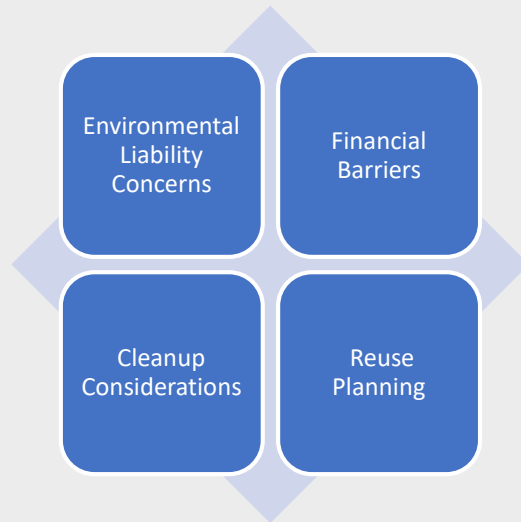 Environmental
Liability
Concerns
Financial
Barriers
Cleanup
Considerations
Reuse
Planning